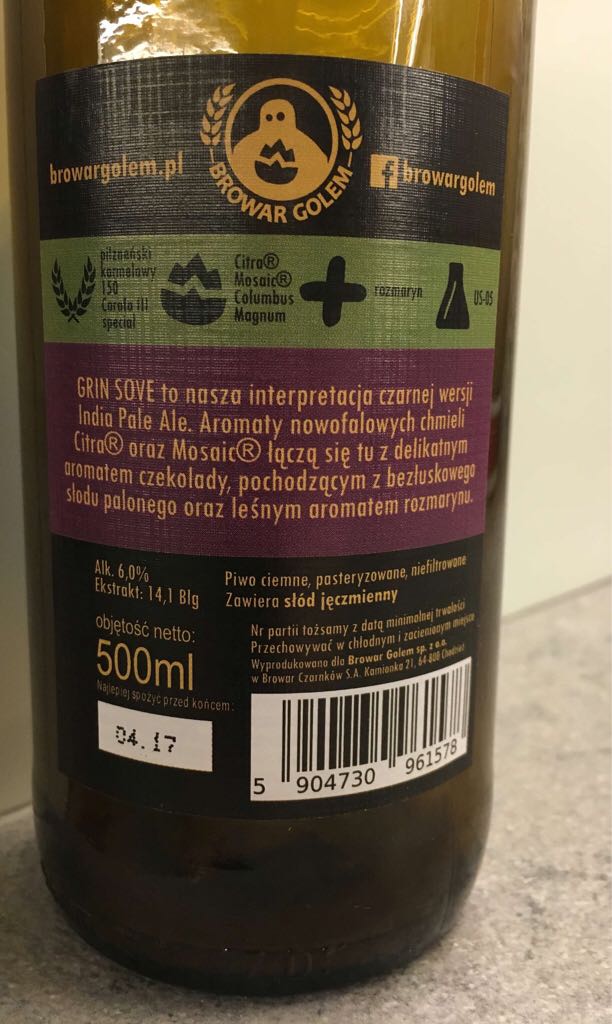 browargolem.pl
BROWAR GOLEM
browargolem
pilzneński
karmelowy
150
Carafa III
special
Citra®
Mosaic®
Columbus
Magnum
rozmaryn
US-05
GRIN SOVE to nasza interpretacja czarnej wersji
India Pale Ale. Aromaty nowofalowych chmieli
Citra® oraz Mosaic® łączą się tu z delikatnym
aromatem czekolady, pochodzącym z bezłuskowego
słodu palonego oraz leśnym aromatem rozmarynu.
Alk. 6,0%
Ekstrakt: 14,1 Blg
Piwo ciemne, pasteryzowane, niefiltrowane
Zawiera słód jęczmienny
objętość netto:
500ml
Najlepiej spożyć przed końcem:
04.17
Nr partii tożsamy z datą minimalnej trwałości
Przechowywać w chłodnym i zacienionym miejscu
Wyprodukowano dla Browar Golem sp. z o.o.
w Browar Czarnków S.A. Kamionka 21, 64-800 Chodzież
5 904730 961578